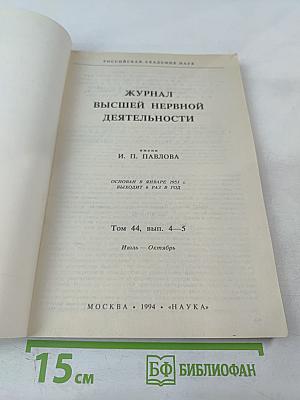 РОССИЙСКАЯ АКАДЕМИЯ НАУК
ЖУРНАЛ
ВЫСШЕЙ НЕРВНОЙ
ДЕЯТЕЛЬНОСТИ
имени
И. П. ПАВЛОВА
ОСНОВАН В ЯНВАРЕ 1951 г.
ВЫХОДИТ 6 РАЗ В ГОД
Том 44, вып. 4—5
Июль — Октябрь
МОСКВА • 1994 • «НАУКА»
15 см
БФ БИБЛИОФАН